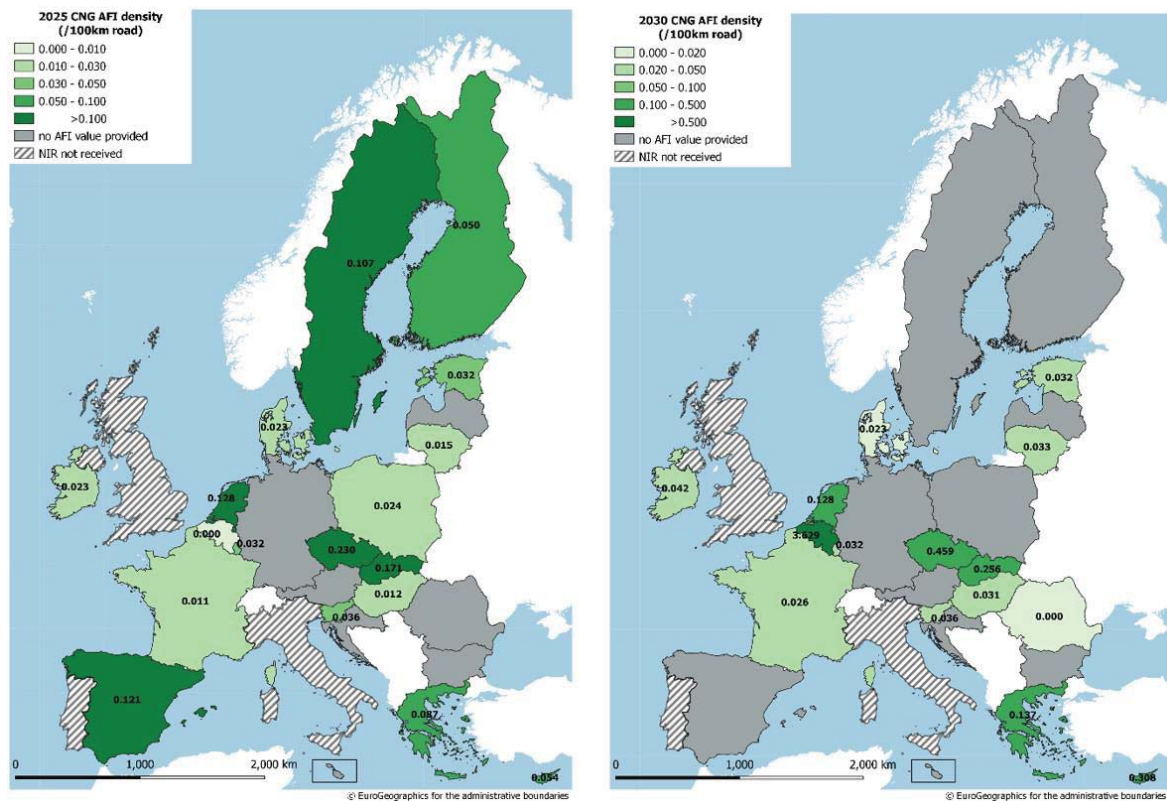 2025 CNG AFI density
(/100km road)
0.000 - 0.010
0.010 - 0.030
0.030 - 0.050
0.050 - 0.100
>0.100
no AFI value provided
NIR not received
0.050
0.107
0.032
0.023
0.015
0.023
0.128
0.024
0.000
0.032
0.230
0.171
0.012
0.011
0.036
0.121
0.087
0.054
0
1,000
2,000 km
© EuroGeographics for the administrative boundaries
2030 CNG AFI density
(/100km road)
0.000 - 0.020
0.020 - 0.050
0.050 - 0.100
0.100 - 0.500
>0.500
no AFI value provided
NIR not received
0.032
0.023
0.033
0.042
0.128
3.629
0.032
0.459
0.256
0.031
0.026
0.036
0.000
0.137
0.308
0
1,000
2,000 km
© EuroGeographics for the administrative boundaries